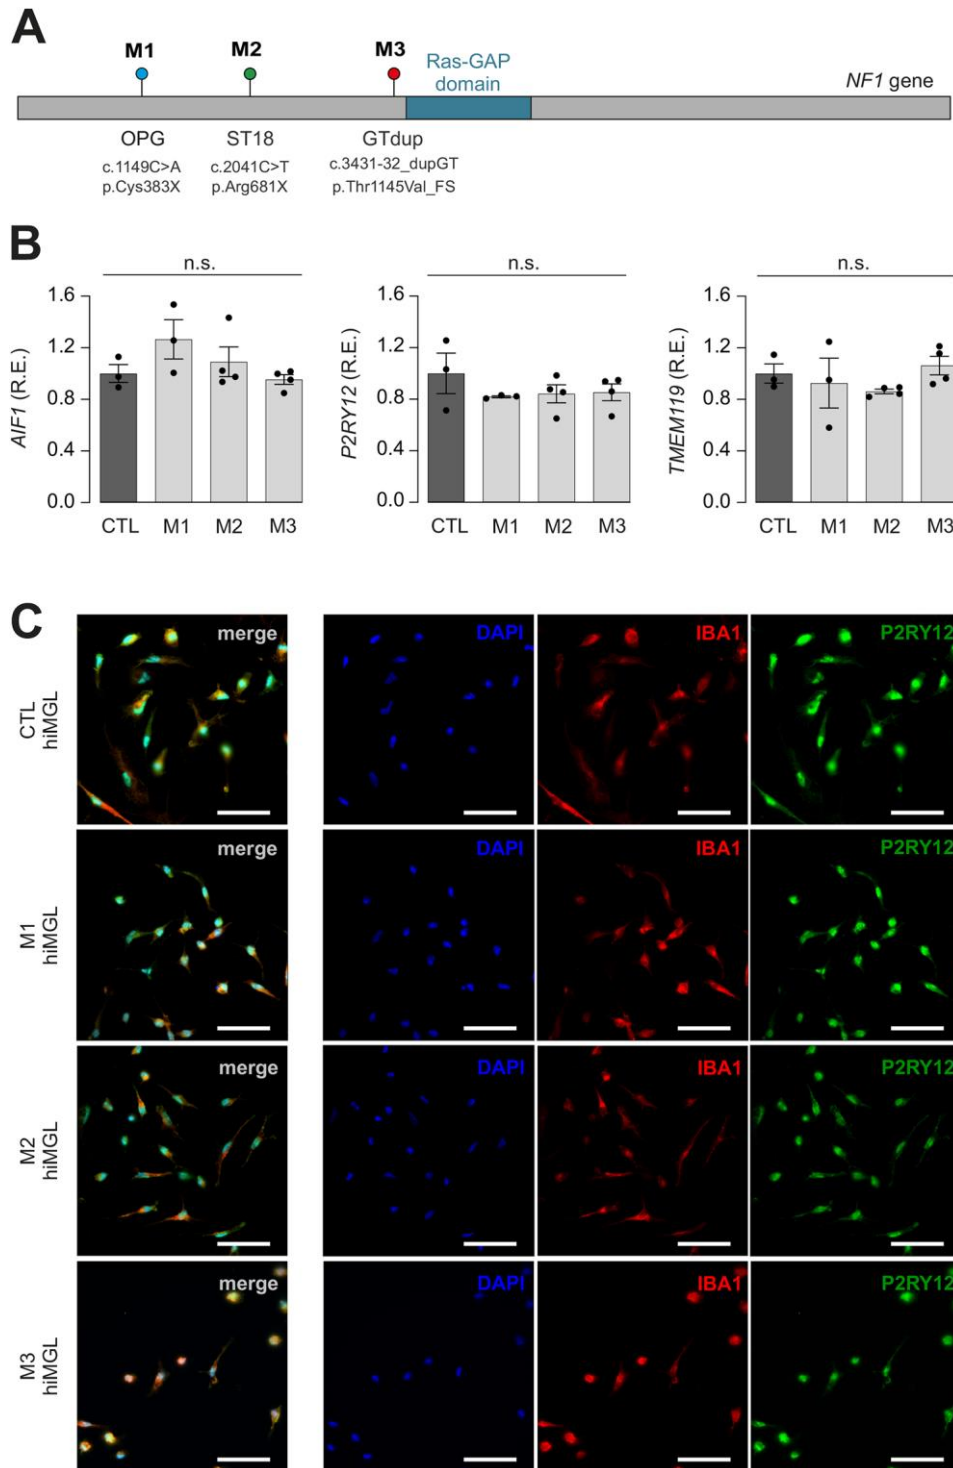 A
M1 M2 M3 Ras-GAP
domain
NF1 gene
OPG ST18 GTdup
c.1149C>A c.2041C>T c.3431-32_dupGT
p.Cys383X p.Arg681X p.Thr1145Val_FS
B
n.s. n.s. n.s.
AIF1 (R.E.)
1.6
1.2
0.8
0.4
0.0
CTL M1 M2 M3
P2RY12 (R.E.)
1.6
1.2
0.8
0.4
0.0
CTL M1 M2 M3
TMEM119 (R.E.)
1.6
1.2
0.8
0.4
0.0
CTL M1 M2 M3
C
CTL
hiMGL
merge DAPI IBA1 P2RY12
M1
hiMGL
merge DAPI IBA1 P2RY12
M2
hiMGL
merge DAPI IBA1 P2RY12
M3
hiMGL
merge DAPI IBA1 P2RY12